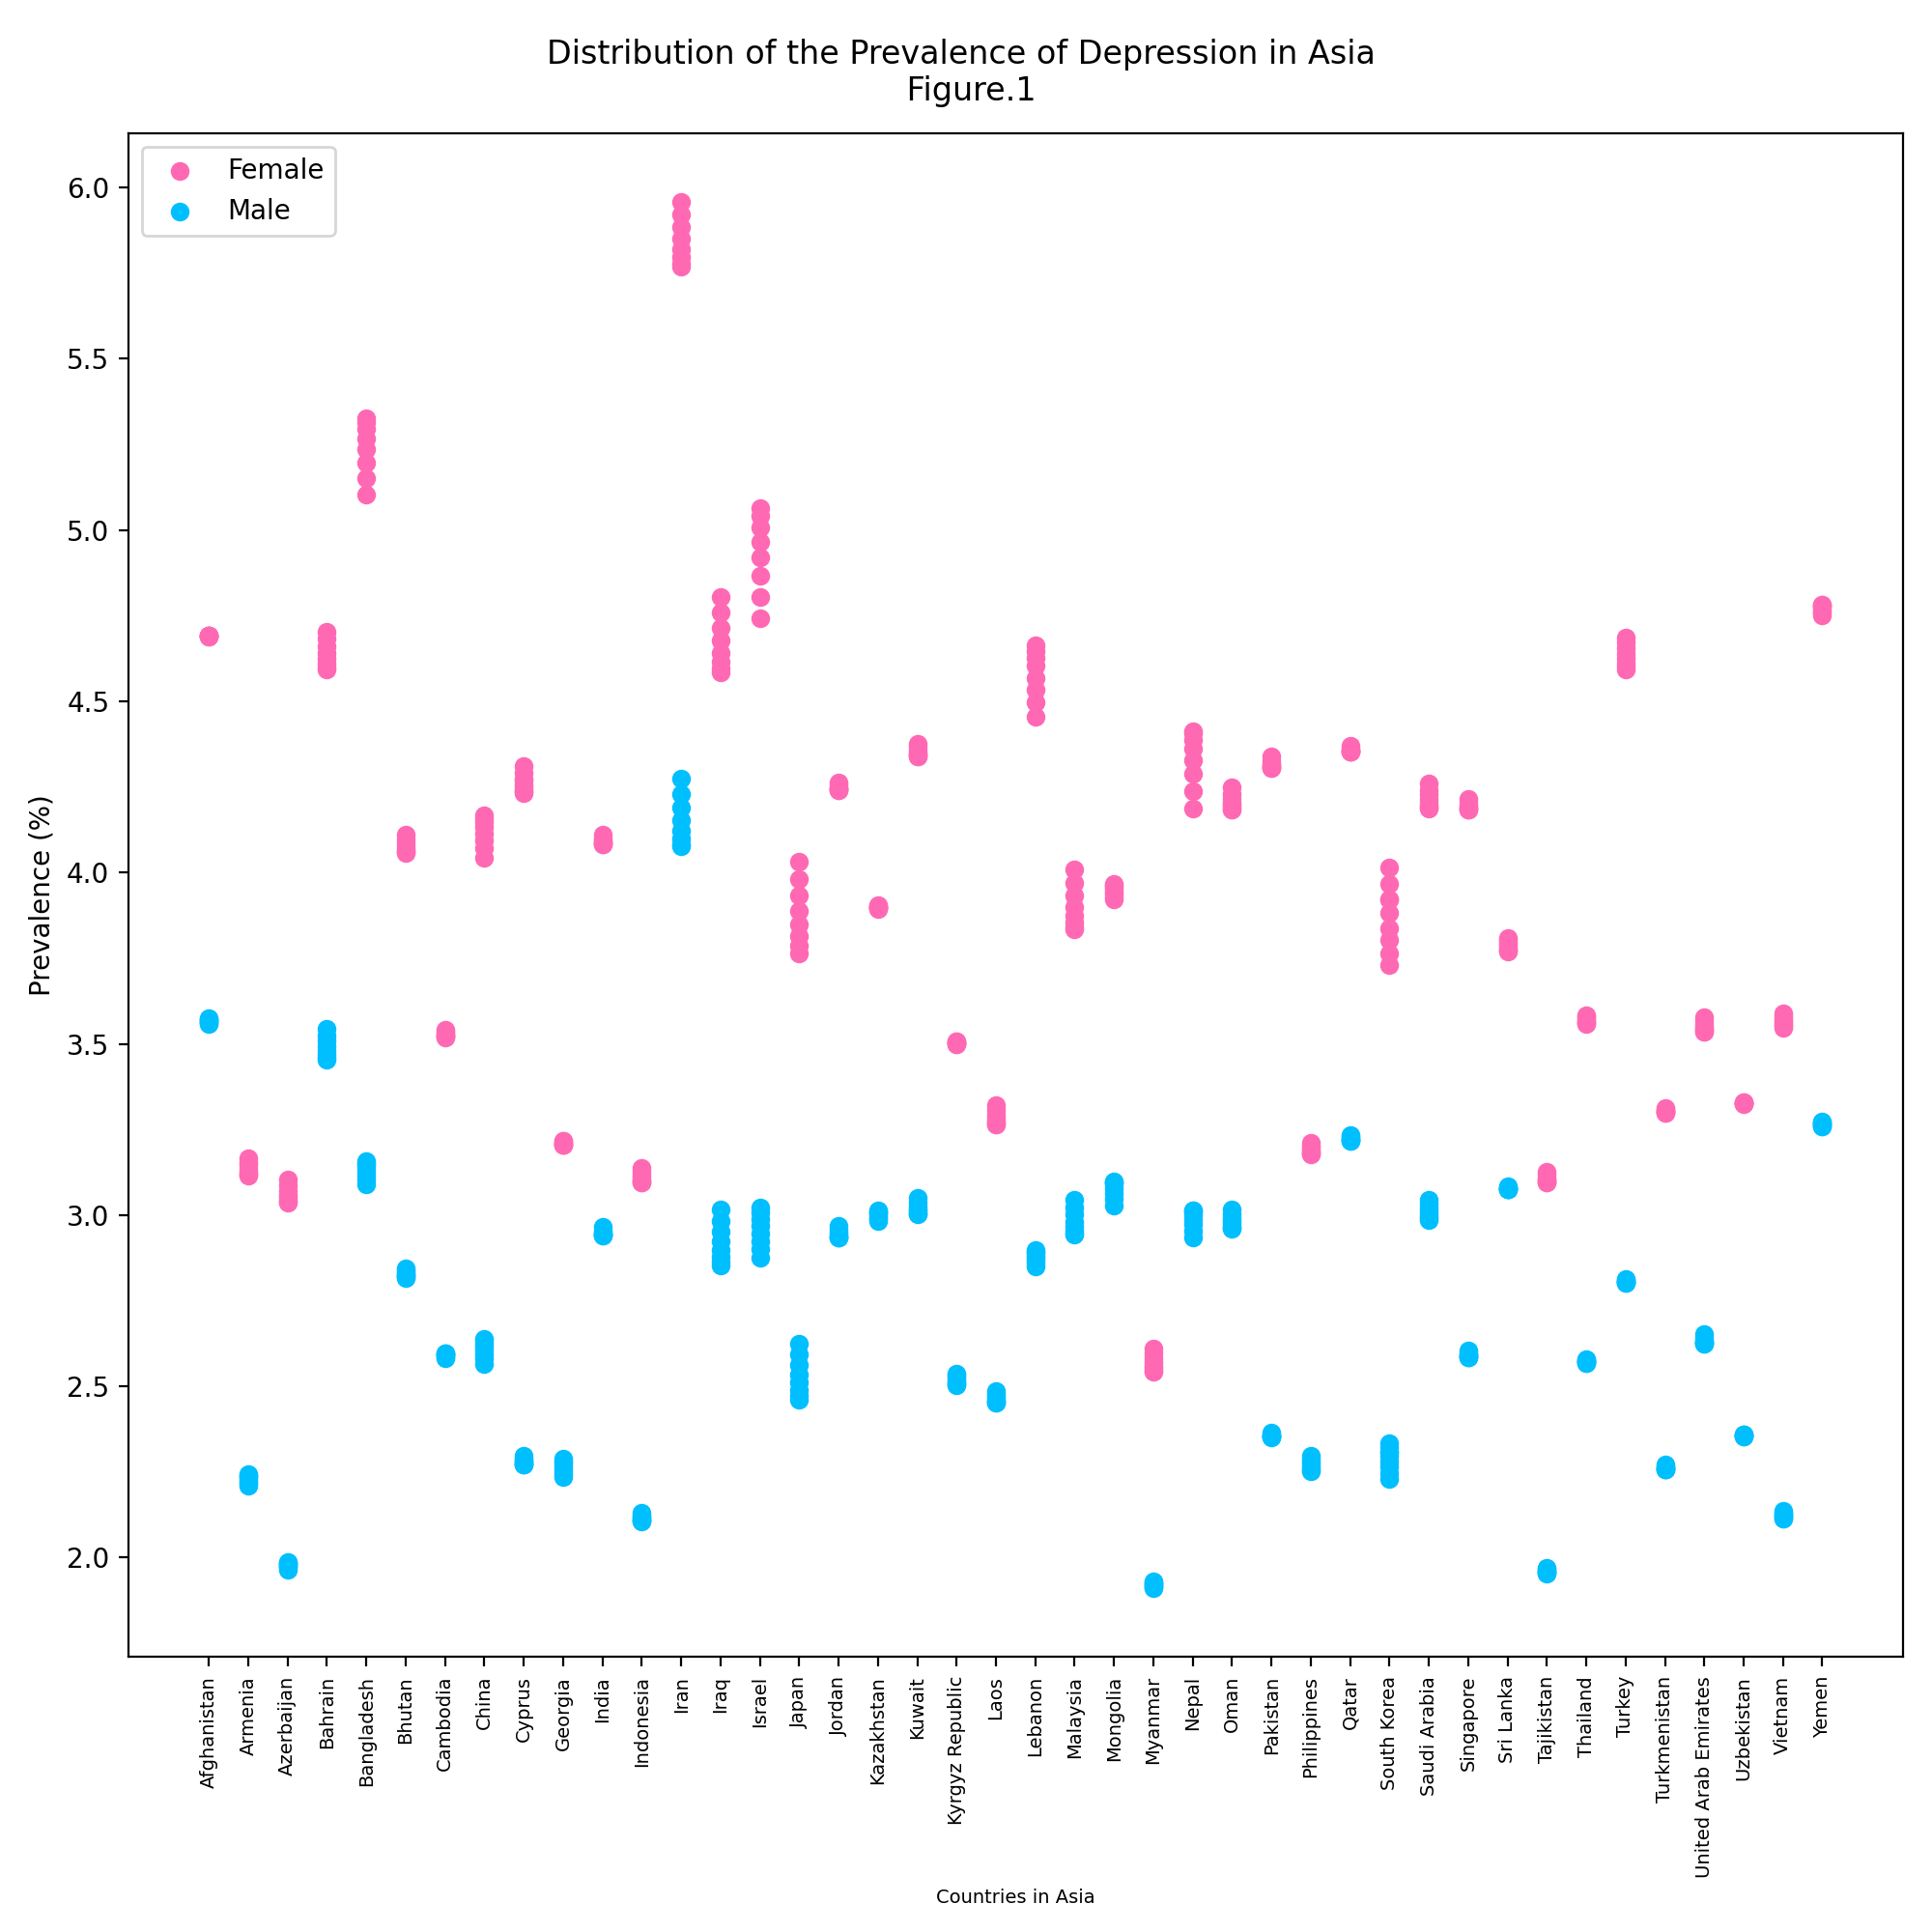 Distribution of the Prevalence of Depression in Asia
Figure.1
Female
Male
6.0
5.5
5.0
4.5
4.0
3.5
3.0
2.5
2.0
Prevalence (%)
Afghanistan
Armenia
Azerbaijan
Bahrain
Bangladesh
Bhutan
Cambodia
China
Cyprus
Georgia
India
Indonesia
Iran
Iraq
Israel
Japan
Jordan
Kazakhstan
Kuwait
Kyrgyz Republic
Laos
Lebanon
Malaysia
Mongolia
Myanmar
Nepal
Oman
Pakistan
Philippines
Qatar
South Korea
Saudi Arabia
Singapore
Sri Lanka
Tajikistan
Thailand
Turkey
Turkmenistan
United Arab Emirates
Uzbekistan
Vietnam
Yemen
Countries in Asia